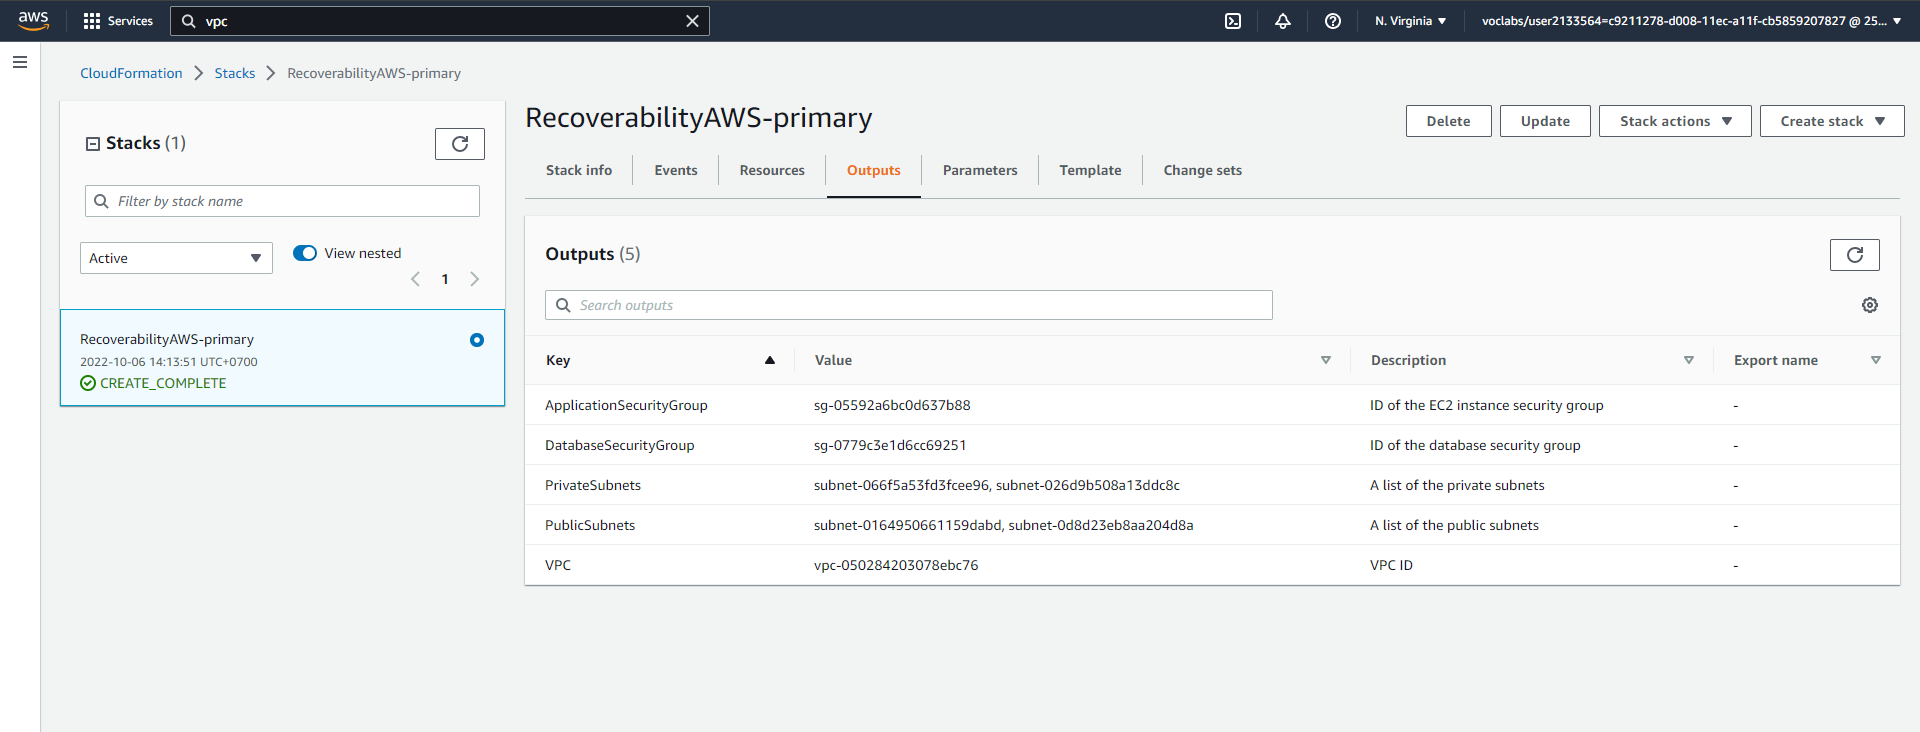 aws
Services
vpc
N. Virginia
voclabs/user2133564=c9211278-d008-11ec-a11f-cb5859207827 @ 25...
CloudFormation
Stacks
RecoverabilityAWS-primary
Stacks (1)
Filter by stack name
Active
View nested
1
RecoverabilityAWS-primary
2022-10-06 14:13:51 UTC+0700
CREATE_COMPLETE
RecoverabilityAWS-primary
Delete
Update
Stack actions
Create stack
Stack info
Events
Resources
Outputs
Parameters
Template
Change sets
Outputs (5)
Search outputs
Key Value Description Export name
ApplicationSecurityGroup sg-05592a6bc0d637b88 ID of the EC2 instance security group -
DatabaseSecurityGroup sg-0779c3e1d6cc69251 ID of the database security group -
PrivateSubnets subnet-066f5a53fd3fcee96, subnet-026d9b508a13ddc8c A list of the private subnets -
PublicSubnets subnet-0164950661159dabd, subnet-0d8d23eb8aa204d8a A list of the public subnets -
VPC vpc-050284203078ebc76 VPC ID -